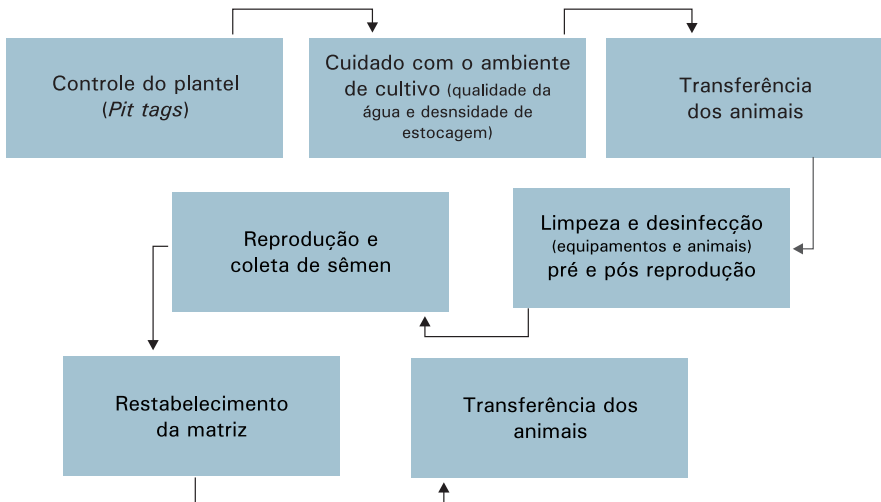 Controle do plantel
(Pit tags)
Cuidado com o ambiente
de cultivo (qualidade da
água e desnsidade de
estocagem)
Transferência
dos animais
Limpeza e desinfecção
(equipamentos e animais)
pré e pós reprodução
Reprodução e
coleta de sêmen
Restabelecimento
da matriz
Transferência dos
animais